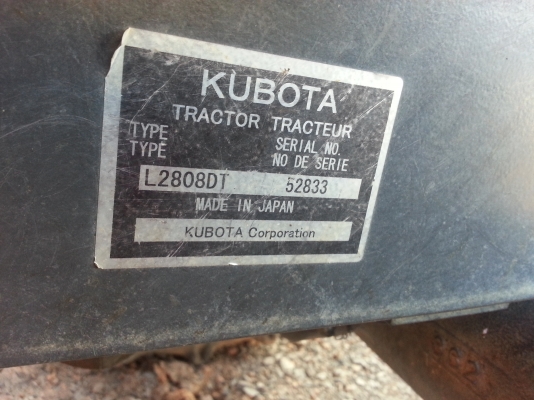 KUBOTA
TRACTOR TRACTEUR
TYPE SERIAL NO.
TYPE NO DE SERIE
L2808DT 52833
MADE IN JAPAN
KUBOTA Corporation